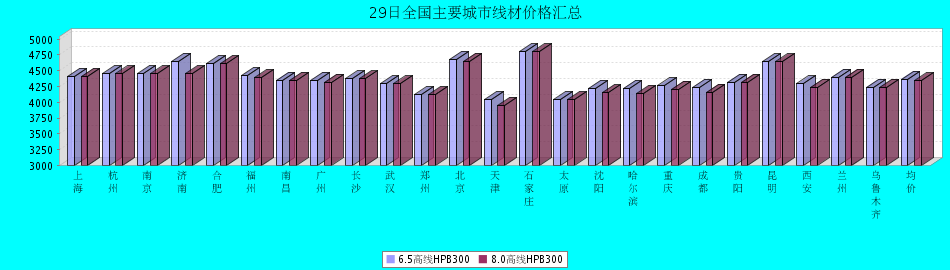 29日全国主要城市线材价格汇总
5000
4750
4500
4250
4000
3750
3500
3250
3000
上海
杭州
南京
济南
合肥
福州
南昌
广州
长沙
武汉
郑州
北京
天津
石家庄
太原
沈阳
哈尔滨
重庆
成都
贵阳
昆明
西安
兰州
乌鲁木齐
均价
6.5高线HPB300
8.0高线HPB300